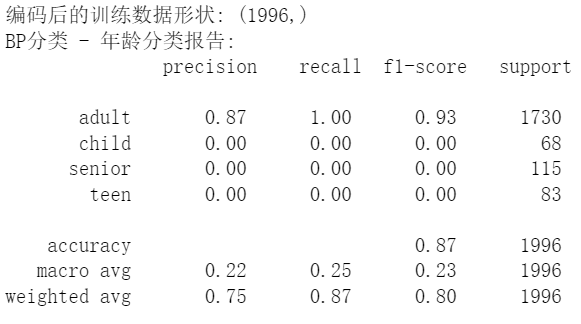 编码后的训练数据形状: (1996,)
BP分类 - 年龄分类报告:
precision recall f1-score support
adult 0.87 1.00 0.93 1730
child 0.00 0.00 0.00 68
senior 0.00 0.00 0.00 115
teen 0.00 0.00 0.00 83
accuracy 0.87 1996
macro avg 0.22 0.25 0.23 1996
weighted avg 0.75 0.87 0.80 1996